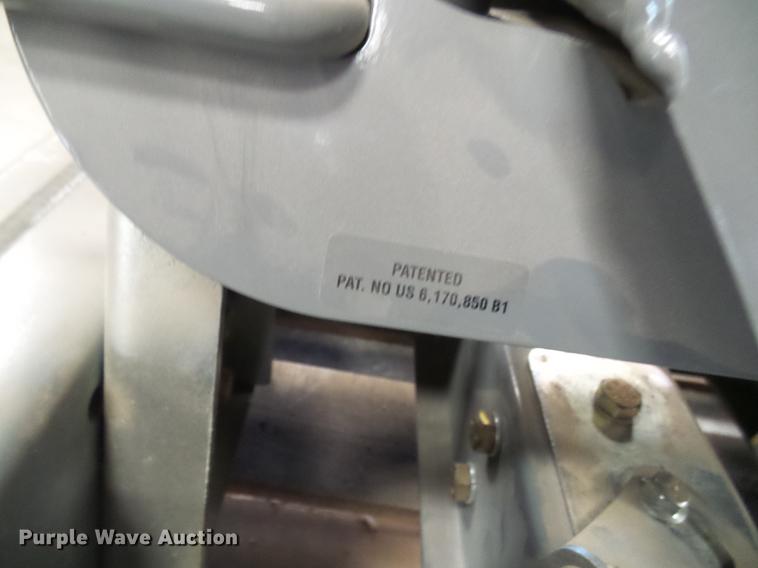 PATENTED
PAT. NO US 6,170,850 B1
Purple Wave Auction